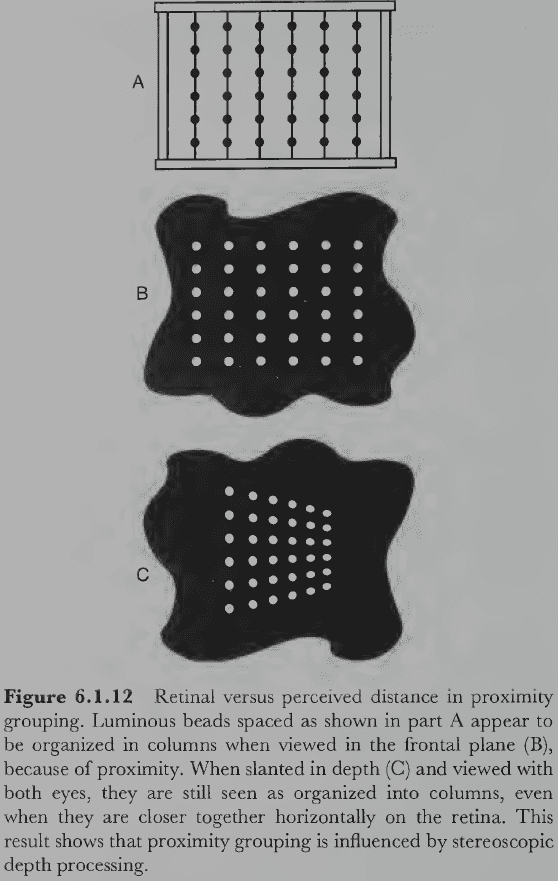 A
B
C
Figure 6.1.12 Retinal versus perceived distance in proximity
grouping. Luminous beads spaced as shown in part A appear to
be organized in columns when viewed in the frontal plane (B),
because of proximity. When slanted in depth (C) and viewed with
both eyes, they are still seen as organized into columns, even
when they are closer together horizontally on the retina. This
result shows that proximity grouping is influenced by stereoscopic
depth processing.